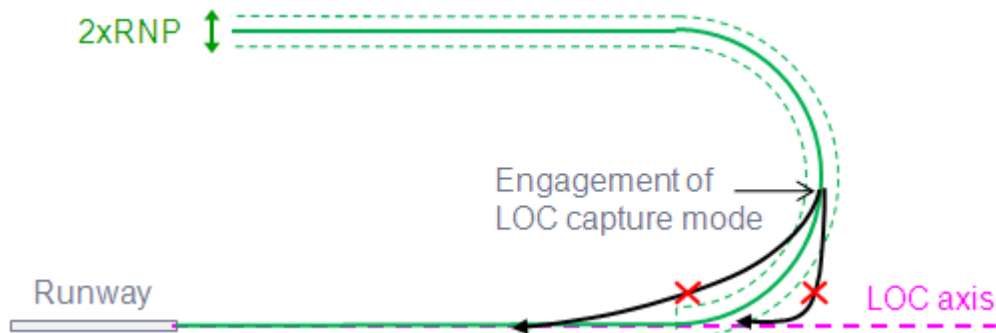 2xRNP
Engagement of
LOC capture mode
Runway
LOC axis